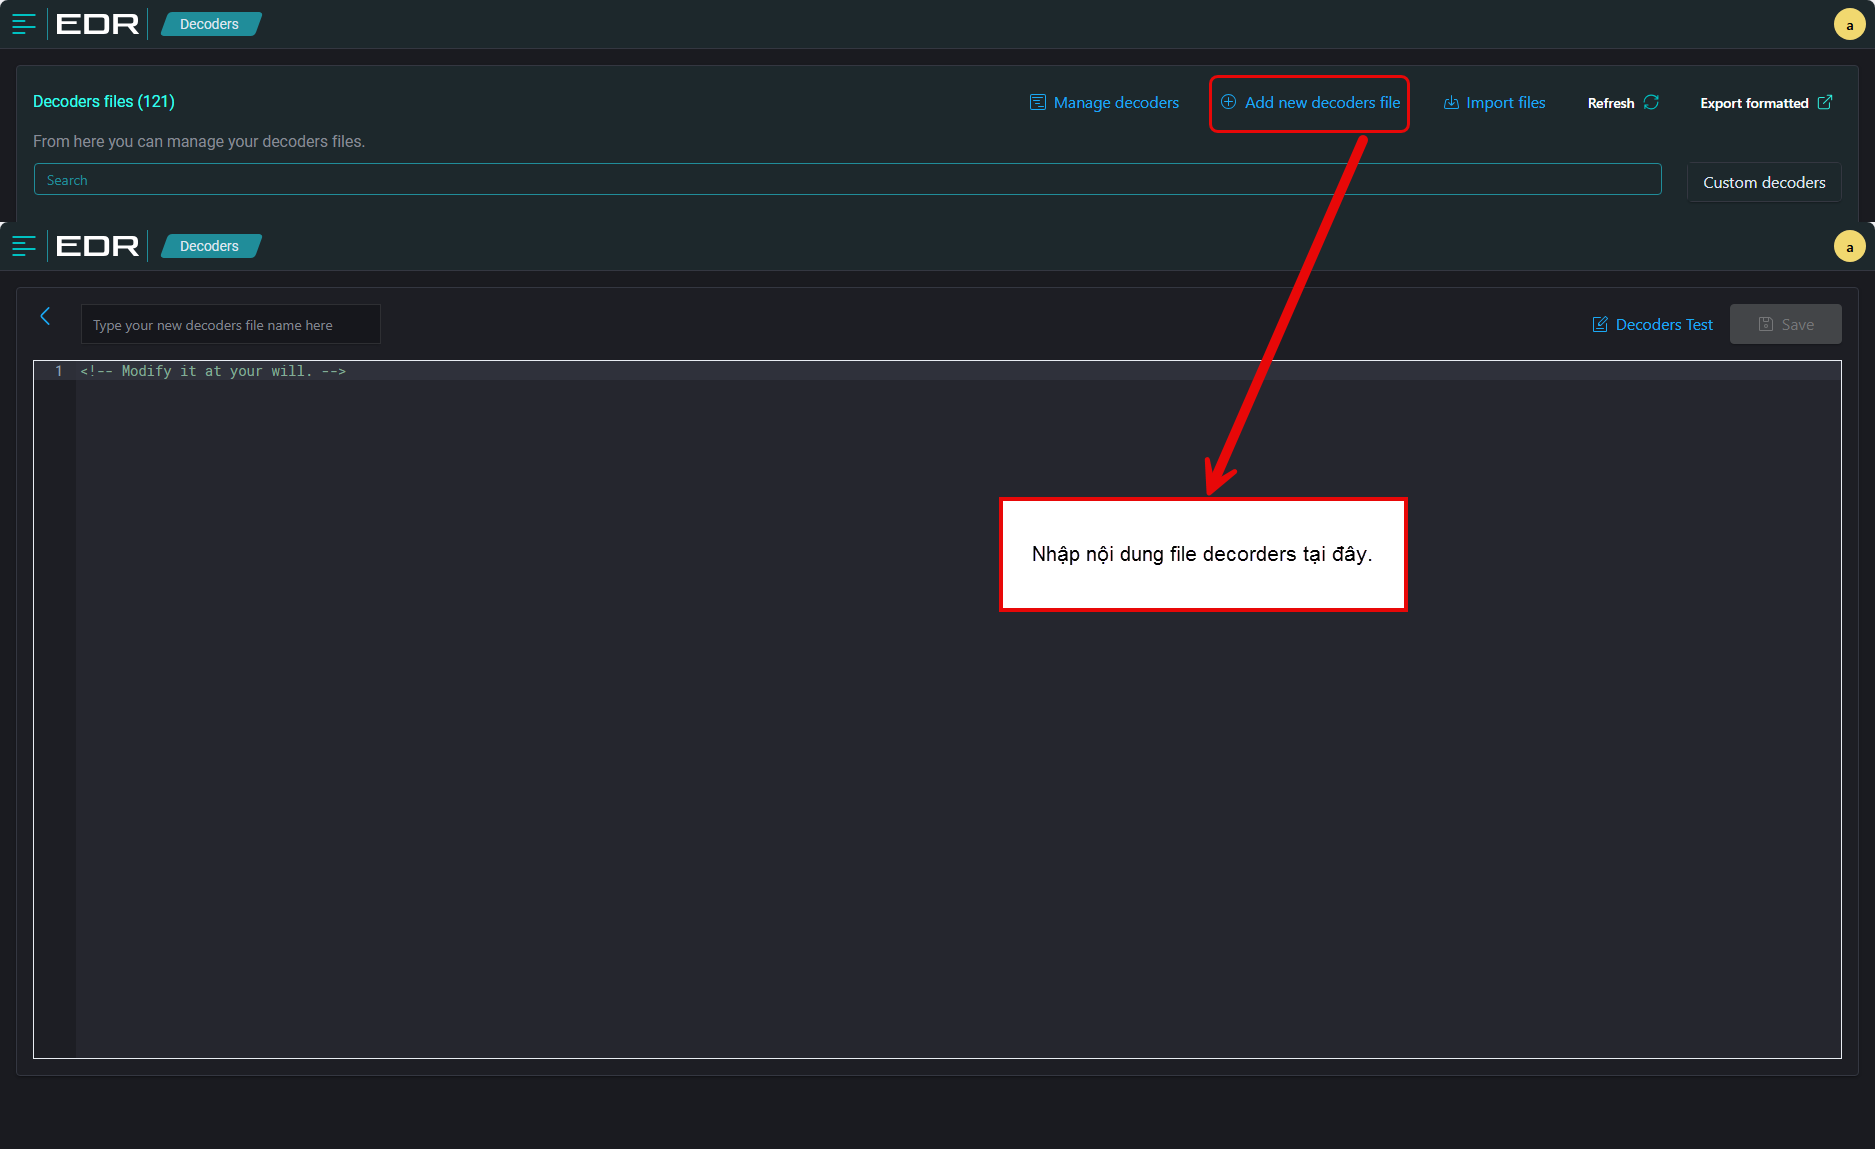 EDR
Decoders
a
Decoders files (121)
Manage decoders
Add new decoders file
Import files
Refresh
Export formatted
From here you can manage your decoders files.
Search
Custom decoders
EDR
Decoders
a
Type your new decoders file name here
Decoders Test
Save
1 <!-- Modify it at your will. -->
Nhập nội dung file decorders tại đây.